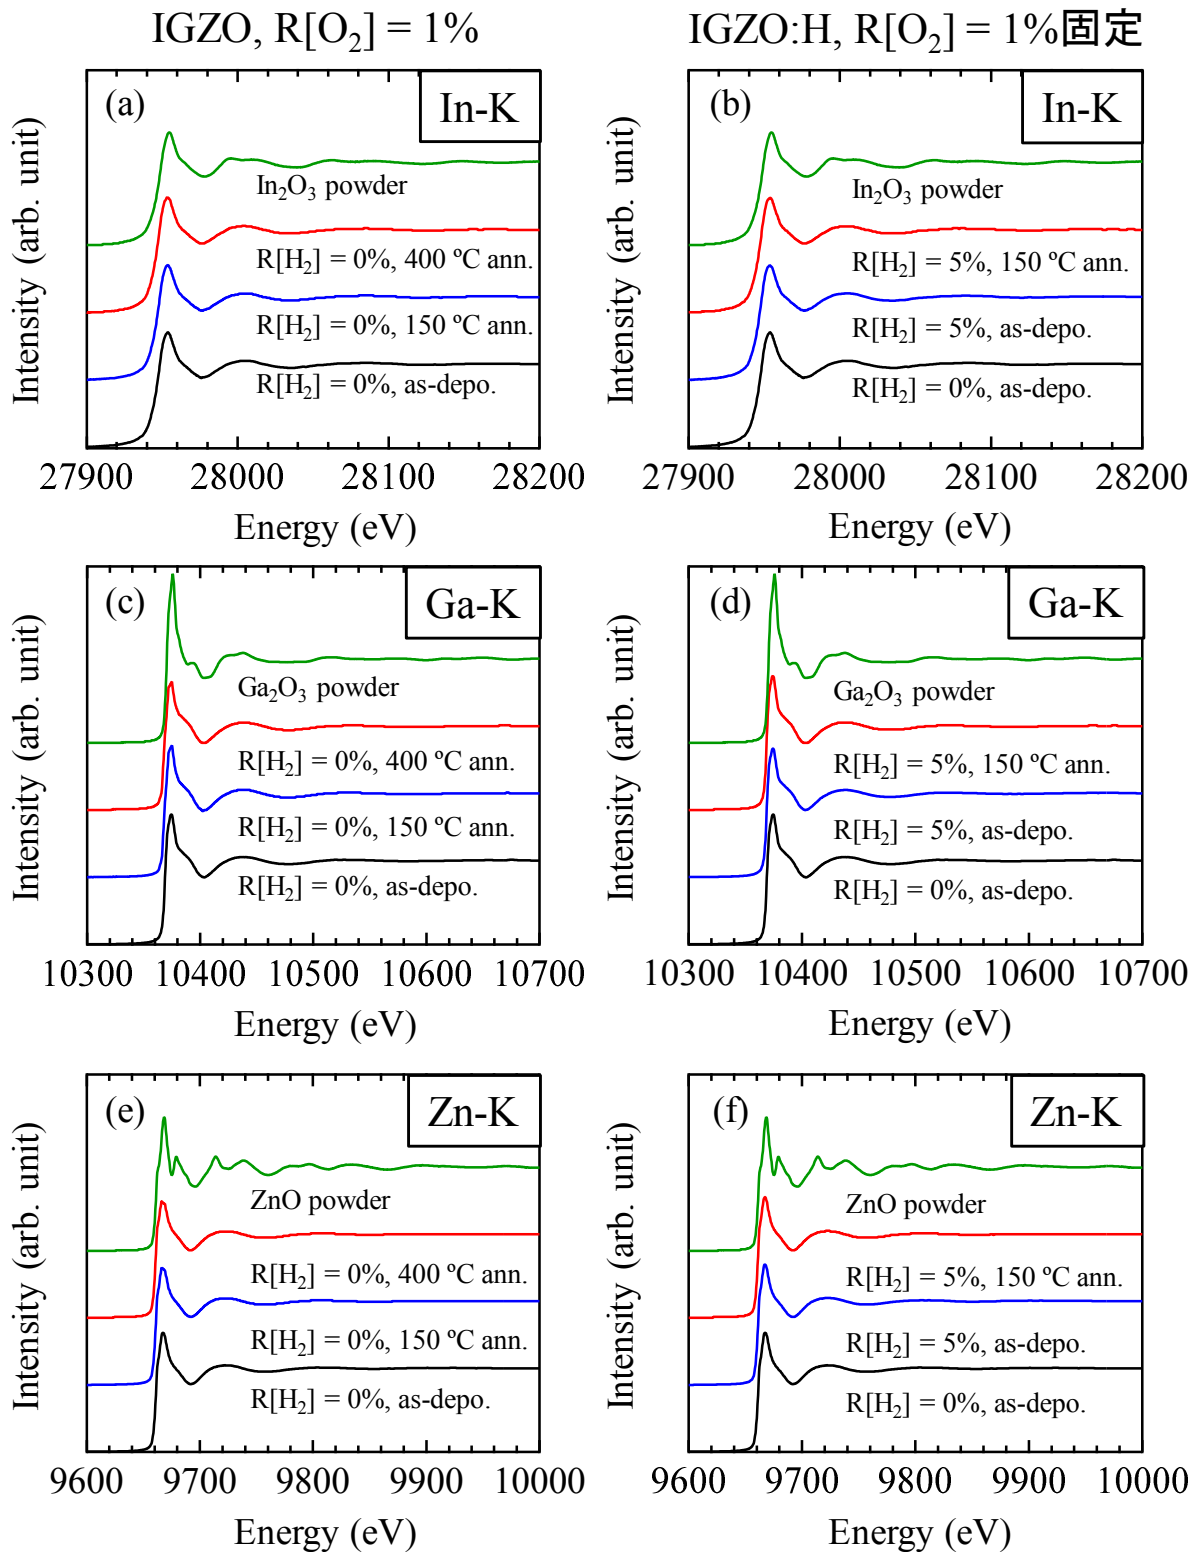 IGZO, R[O₂] = 1%
IGZO:H, R[O₂] = 1%固定
(a)
In-K
In₂O₃ powder
R[H₂] = 0%, 400 ºC ann.
R[H₂] = 0%, 150 ºC ann.
R[H₂] = 0%, as-depo.
Intensity (arb. unit)
27900 28000 28100 28200
Energy (eV)
(b)
In-K
In₂O₃ powder
R[H₂] = 5%, 150 ºC ann.
R[H₂] = 5%, as-depo.
R[H₂] = 0%, as-depo.
Intensity (arb. unit)
27900 28000 28100 28200
Energy (eV)
(c)
Ga-K
Ga₂O₃ powder
R[H₂] = 0%, 400 ºC ann.
R[H₂] = 0%, 150 ºC ann.
R[H₂] = 0%, as-depo.
Intensity (arb. unit)
10300 10400 10500 10600 10700
Energy (eV)
(d)
Ga-K
Ga₂O₃ powder
R[H₂] = 5%, 150 ºC ann.
R[H₂] = 5%, as-depo.
R[H₂] = 0%, as-depo.
Intensity (arb. unit)
10300 10400 10500 10600 10700
Energy (eV)
(e)
Zn-K
ZnO powder
R[H₂] = 0%, 400 ºC ann.
R[H₂] = 0%, 150 ºC ann.
R[H₂] = 0%, as-depo.
Intensity (arb. unit)
9600 9700 9800 9900 10000
Energy (eV)
(f)
Zn-K
ZnO powder
R[H₂] = 5%, 150 ºC ann.
R[H₂] = 5%, as-depo.
R[H₂] = 0%, as-depo.
Intensity (arb. unit)
9600 9700 9800 9900 10000
Energy (eV)